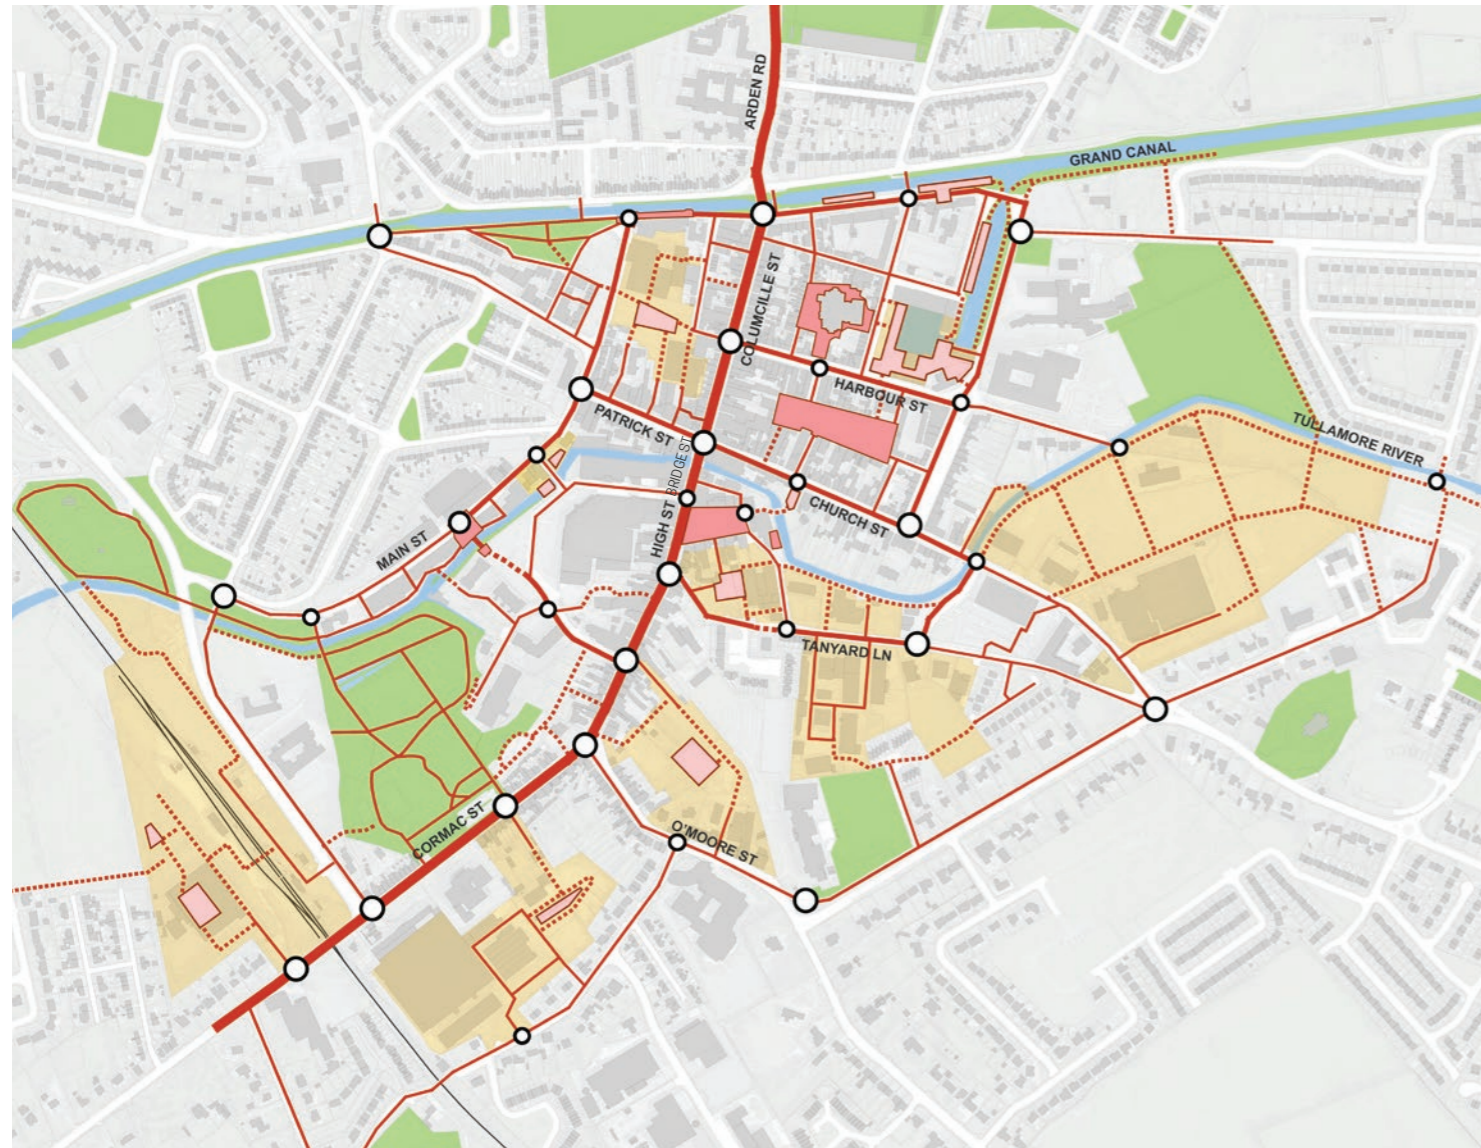 ARDEN RD
GRAND CANAL
COLUMCILLE ST
HARBOUR ST
PATRICK ST
BRIDGE ST
TULLAMORE RIVER
CHURCH ST
HIGH ST
MAIN ST
TANYARD LN
CORMAC ST
O'MOORE ST